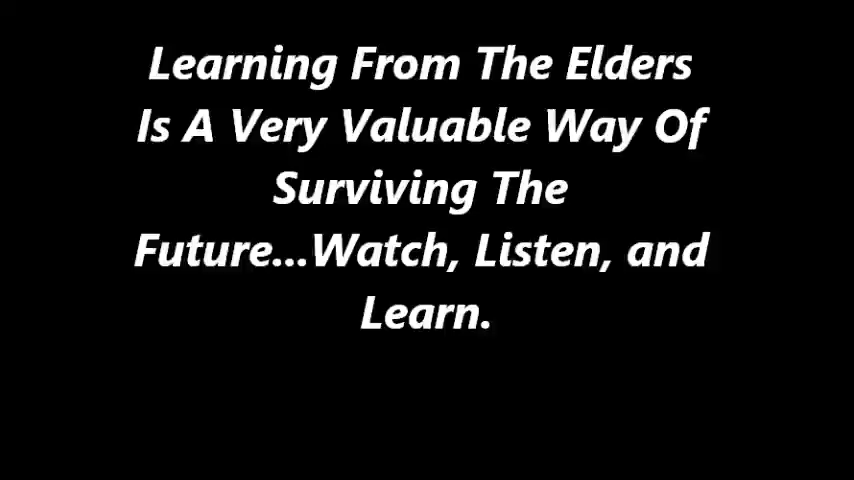 Learning From The Elders
Is A Very Valuable Way Of
Surviving The
Future...Watch, Listen, and
Learn.